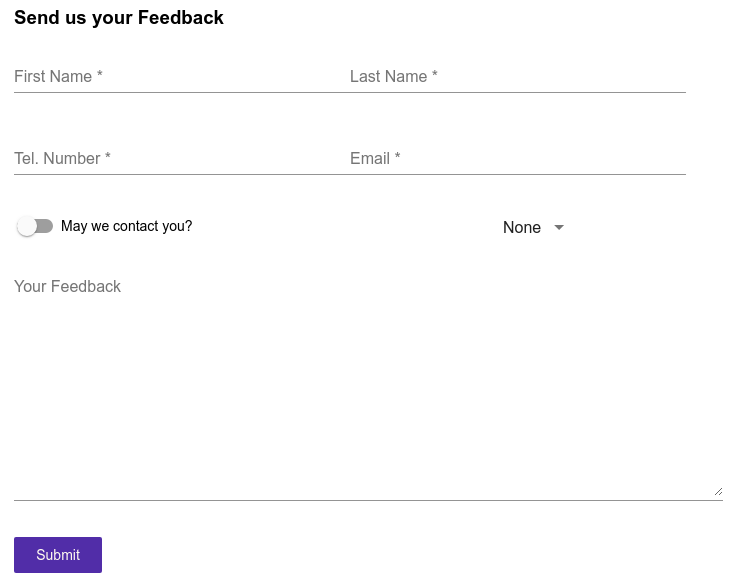 Send us your Feedback
First Name * Last Name *
Tel. Number * Email *
May we contact you? None
Your Feedback
Submit